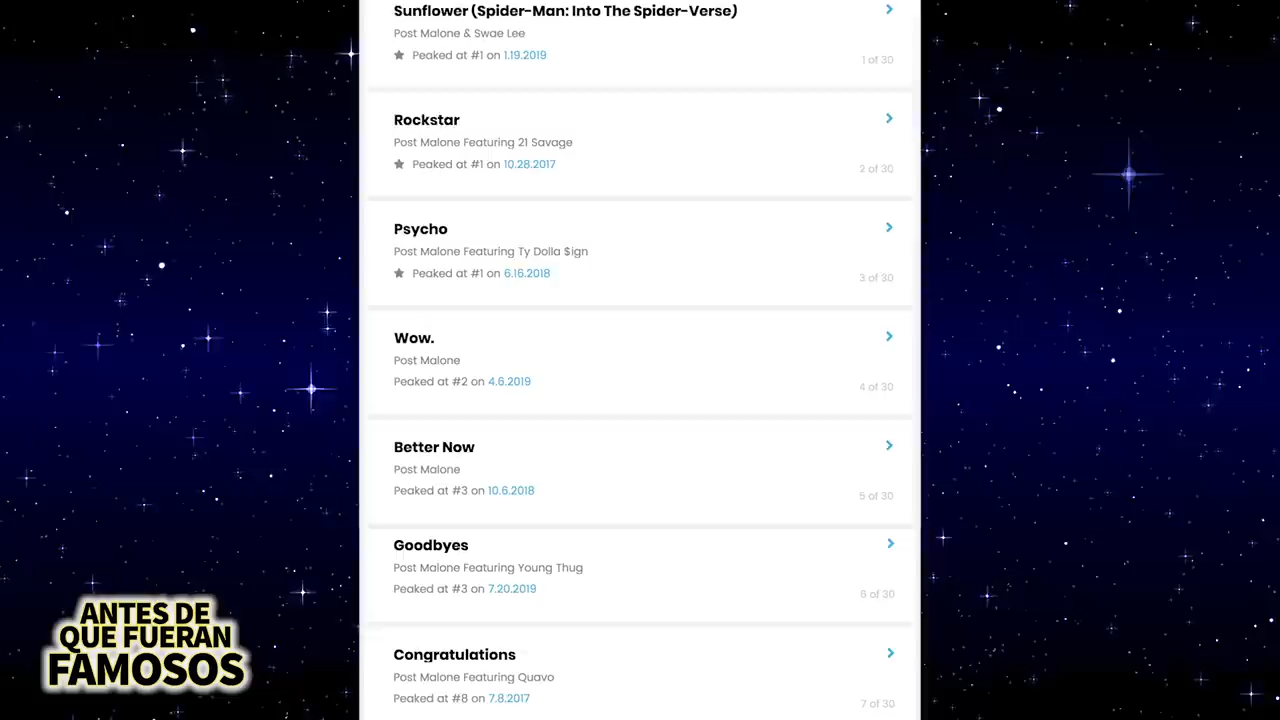 Sunflower (Spider-Man: Into The Spider-Verse)
Post Malone & Swae Lee
Peaked at #1 on 1.19.2019
1 of 30
Rockstar
Post Malone Featuring 21 Savage
Peaked at #1 on 10.28.2017
2 of 30
Psycho
Post Malone Featuring Ty Dolla $ign
Peaked at #1 on 6.16.2018
3 of 30
Wow.
Post Malone
Peaked at #2 on 4.6.2019
4 of 30
Better Now
Post Malone
Peaked at #3 on 10.6.2018
5 of 30
Goodbyes
Post Malone Featuring Young Thug
Peaked at #3 on 7.20.2019
6 of 30
Congratulations
Post Malone Featuring Quavo
Peaked at #8 on 7.8.2017
7 of 30
ANTES DE
QUE FUERAN
FAMOSOS